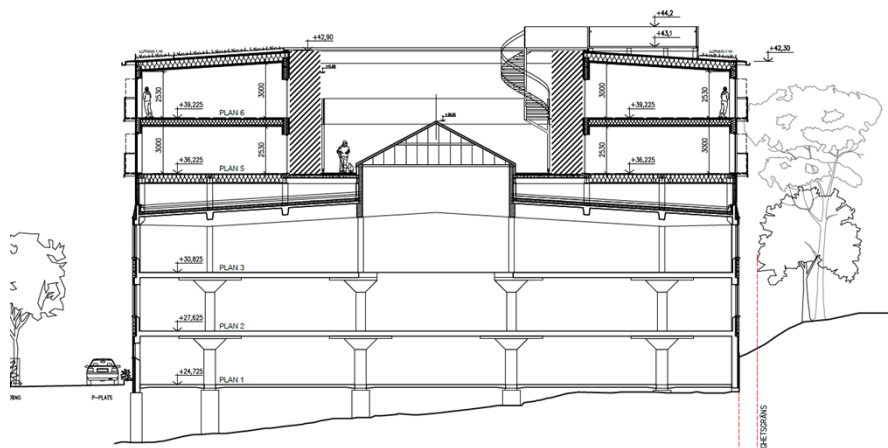 +44,2
+43,1
+42,90
+42,30
3000
2530
2530
3000
+39,225
+39,225
PLAN 6
3000
2530
2530
3000
+36,225
+36,225
PLAN 5
+30,825
PLAN 3
+27,625
PLAN 2
+24,725
PLAN 1
P-PLATS
GHETSGRÄNS